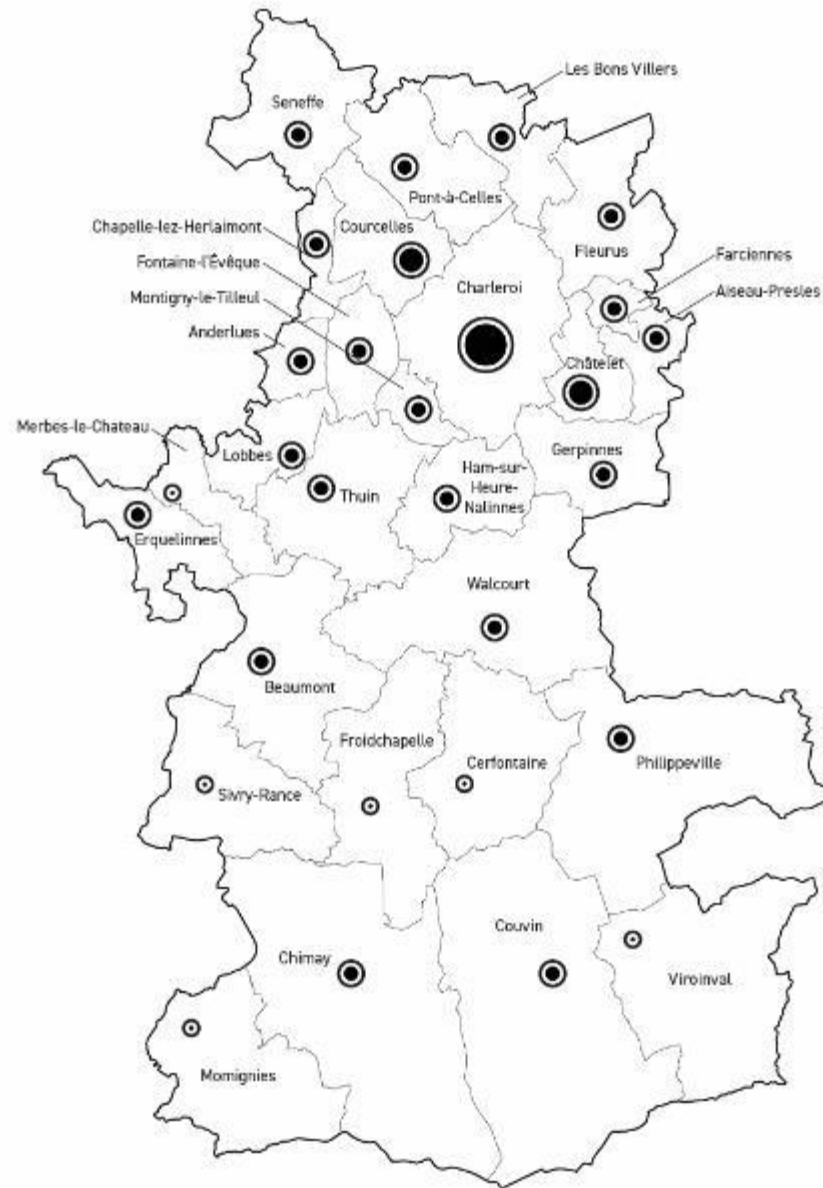 Les Bons Villers
Seneffe
Pont-à-Celles
Chapelle-lez-Herlaimont
Courcelles
Fontaine-l'Évêque
Fleurus
Farciennes
Montigny-le-Tilleul
Charleroi
Aiseau-Presles
Anderlues
Châtelet
Merbes-le-Chateau
Lobbes
Gerpinnes
Ham-sur-
Heure-
Nalinnes
Thuin
Erquelinnes
Walcourt
Beaumont
Froidchapelle
Cerfontaine
Philippeville
Sivry-Rance
Couvin
Chimay
Viroinval
Momignies